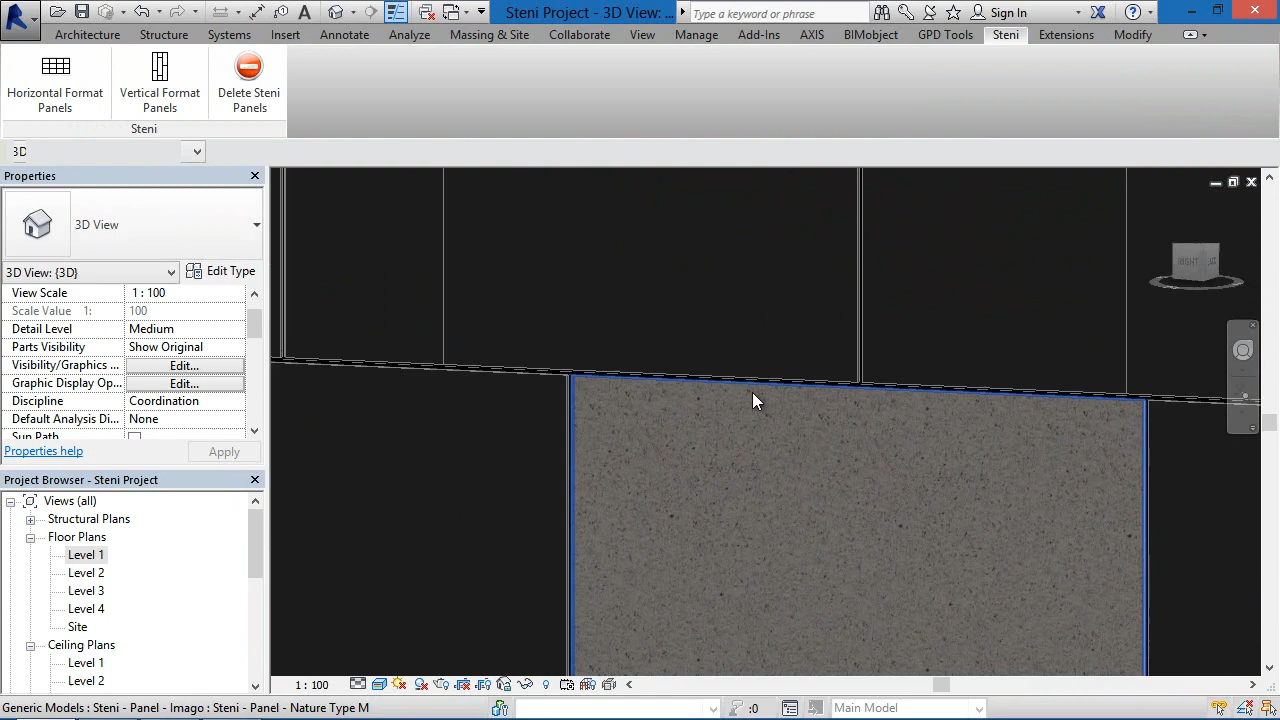 Steni Project - 3D View: ...
Type a keyword or phrase
Sign In
Architecture Structure Systems Insert Annotate Analyze Massing & Site Collaborate View Manage Add-Ins AXIS BIMobject GPD Tools Steni Extensions Modify
Horizontal Format Panels
Vertical Format Panels
Delete Steni Panels
Steni
3D
Properties
3D View
3D View: {3D}
Edit Type
View Scale 1 : 100
Scale Value 1: 100
Detail Level Medium
Parts Visibility Show Original
Visibility/Graphics ... Edit...
Graphic Display Op... Edit...
Discipline Coordination
Default Analysis Di... None
Sun Path
Properties help
Apply
Project Browser - Steni Project
Views (all)
Structural Plans
Floor Plans
Level 1
Level 2
Level 3
Level 4
Site
Ceiling Plans
Level 1
Level 2
RIGHT
1 : 100
Generic Models : Steni - Panel - Imago : Steni - Panel - Nature Type M
:0
Main Model